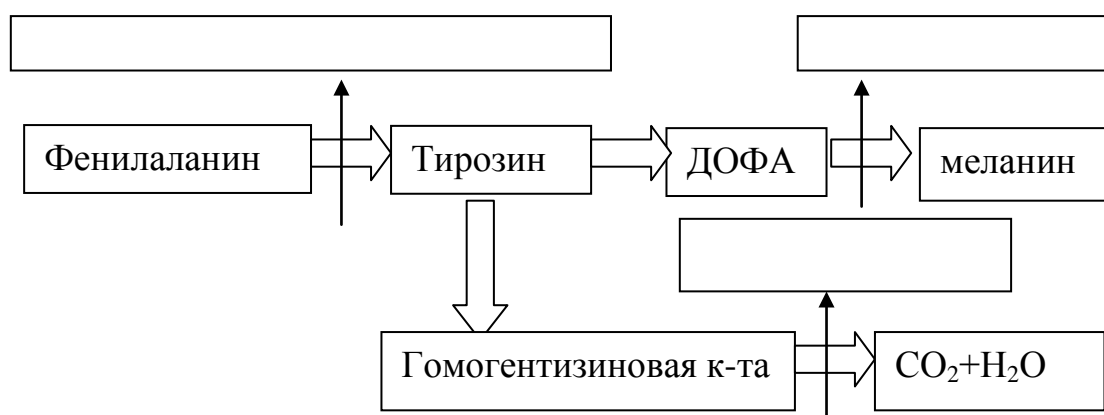 Фенилаланин
Тирозин
ДОФА
меланин
Гомогентизиновая к-та
CO₂+H₂O